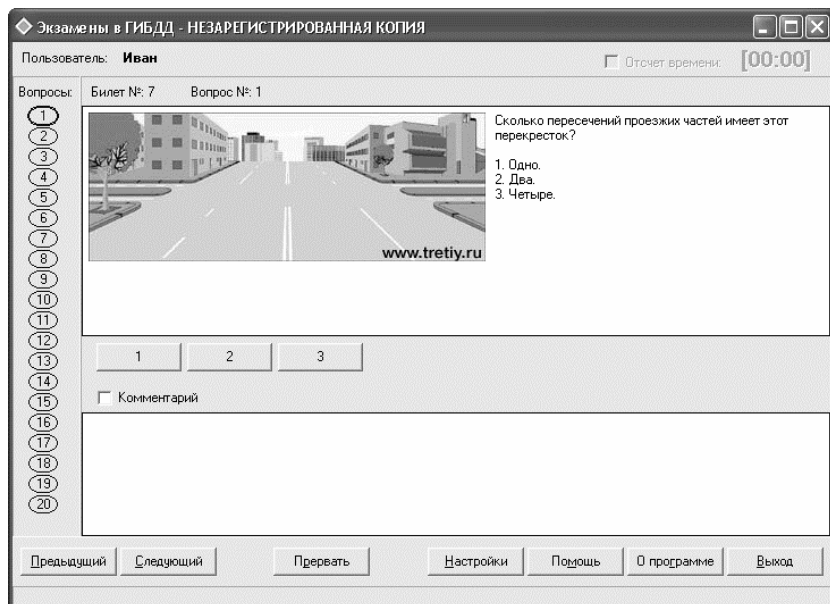 Экзамены в ГИБДД - НЕЗАРЕГИСТРИРОВАННАЯ КОПИЯ
Пользователь: Иван
Отсчет времени: [00:00]
Вопросы: Билет №: 7 Вопрос №: 1
1
2
3
4
5
6
7
8
9
10
11
12
13
14
15
16
17
18
19
20
www.tretiy.ru
Сколько пересечений проезжих частей имеет этот
перекресток?
1. Одно.
2. Два.
3. Четыре.
1 2 3
Комментарий
Предыдущий Следующий Прервать Настройки Помощь О программе Выход